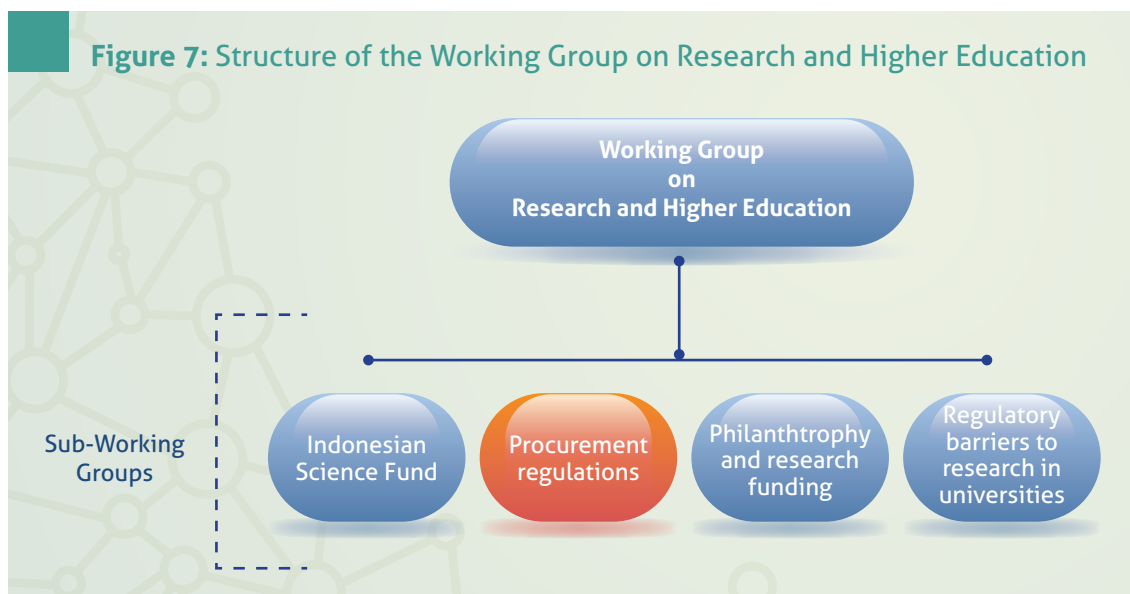 Figure 7: Structure of the Working Group on Research and Higher Education
Working Group
on
Research and Higher Education
Sub-Working
Groups
Indonesian
Science Fund
Procurement
regulations
Philanthtrophy
and research
funding
Regulatory
barriers to
research in
universities